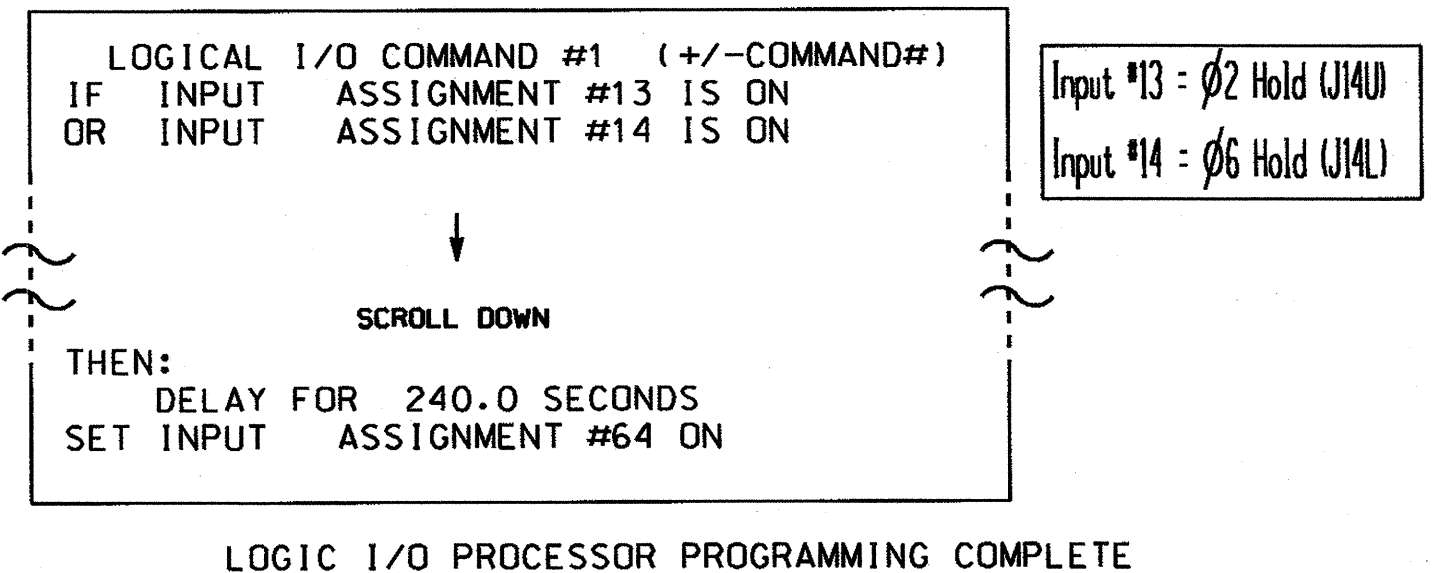 LOGICAL I/O COMMAND #1 (+/-COMMAND#)
IF INPUT ASSIGNMENT #13 IS ON
OR INPUT ASSIGNMENT #14 IS ON
Input #13 = Ø2 Hold (J14U)
Input #14 = Ø6 Hold (J14L)
SCROLL DOWN
THEN:
DELAY FOR 240.0 SECONDS
SET INPUT ASSIGNMENT #64 ON
LOGIC I/O PROCESSOR PROGRAMMING COMPLETE